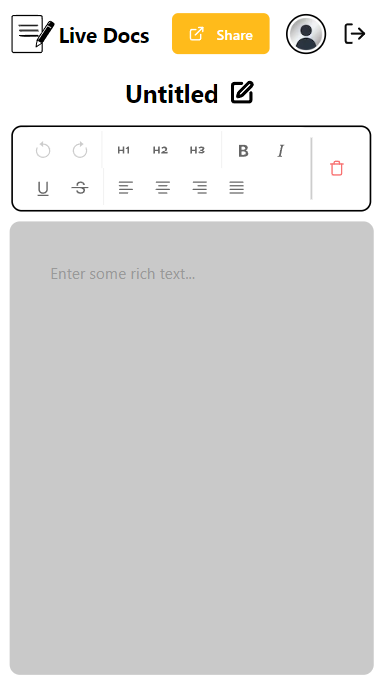 Live Docs
Share
Untitled
H1 H2 H3 B I
U S
Enter some rich text...